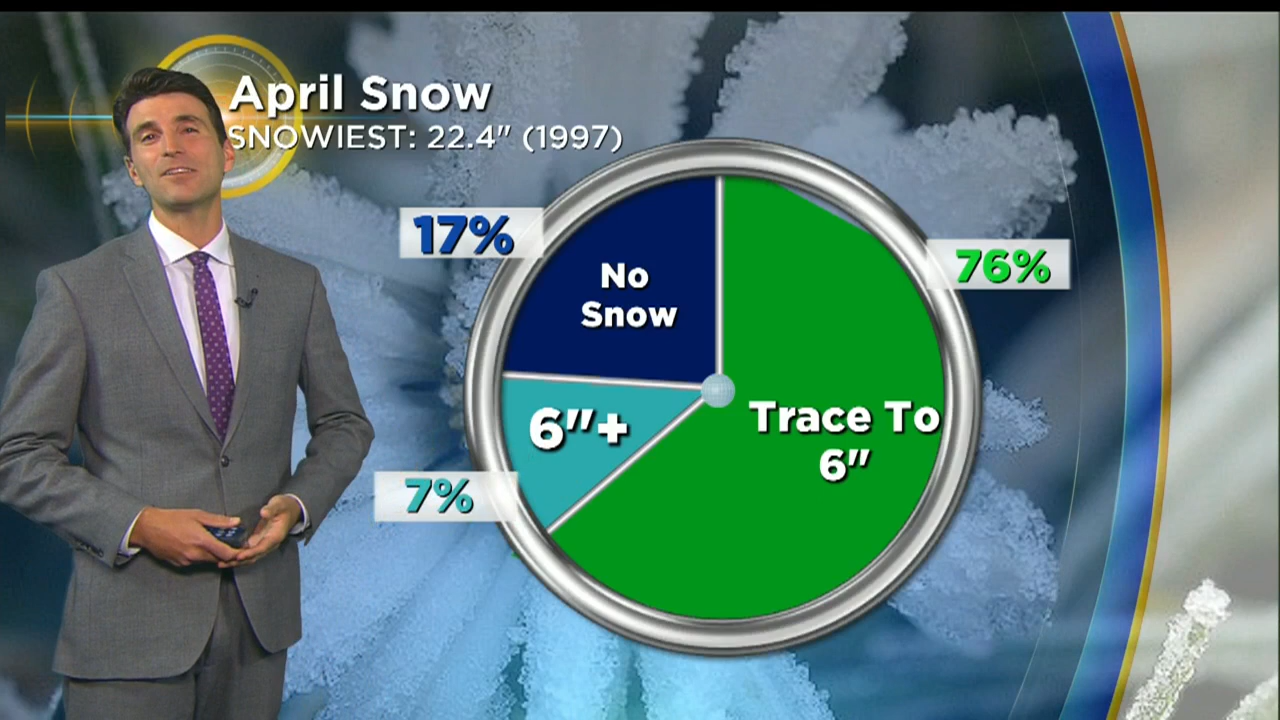 April Snow
SNOWIEST: 22.4" (1997)
17%
76%
No
Snow
6"+
Trace To
6"
7%